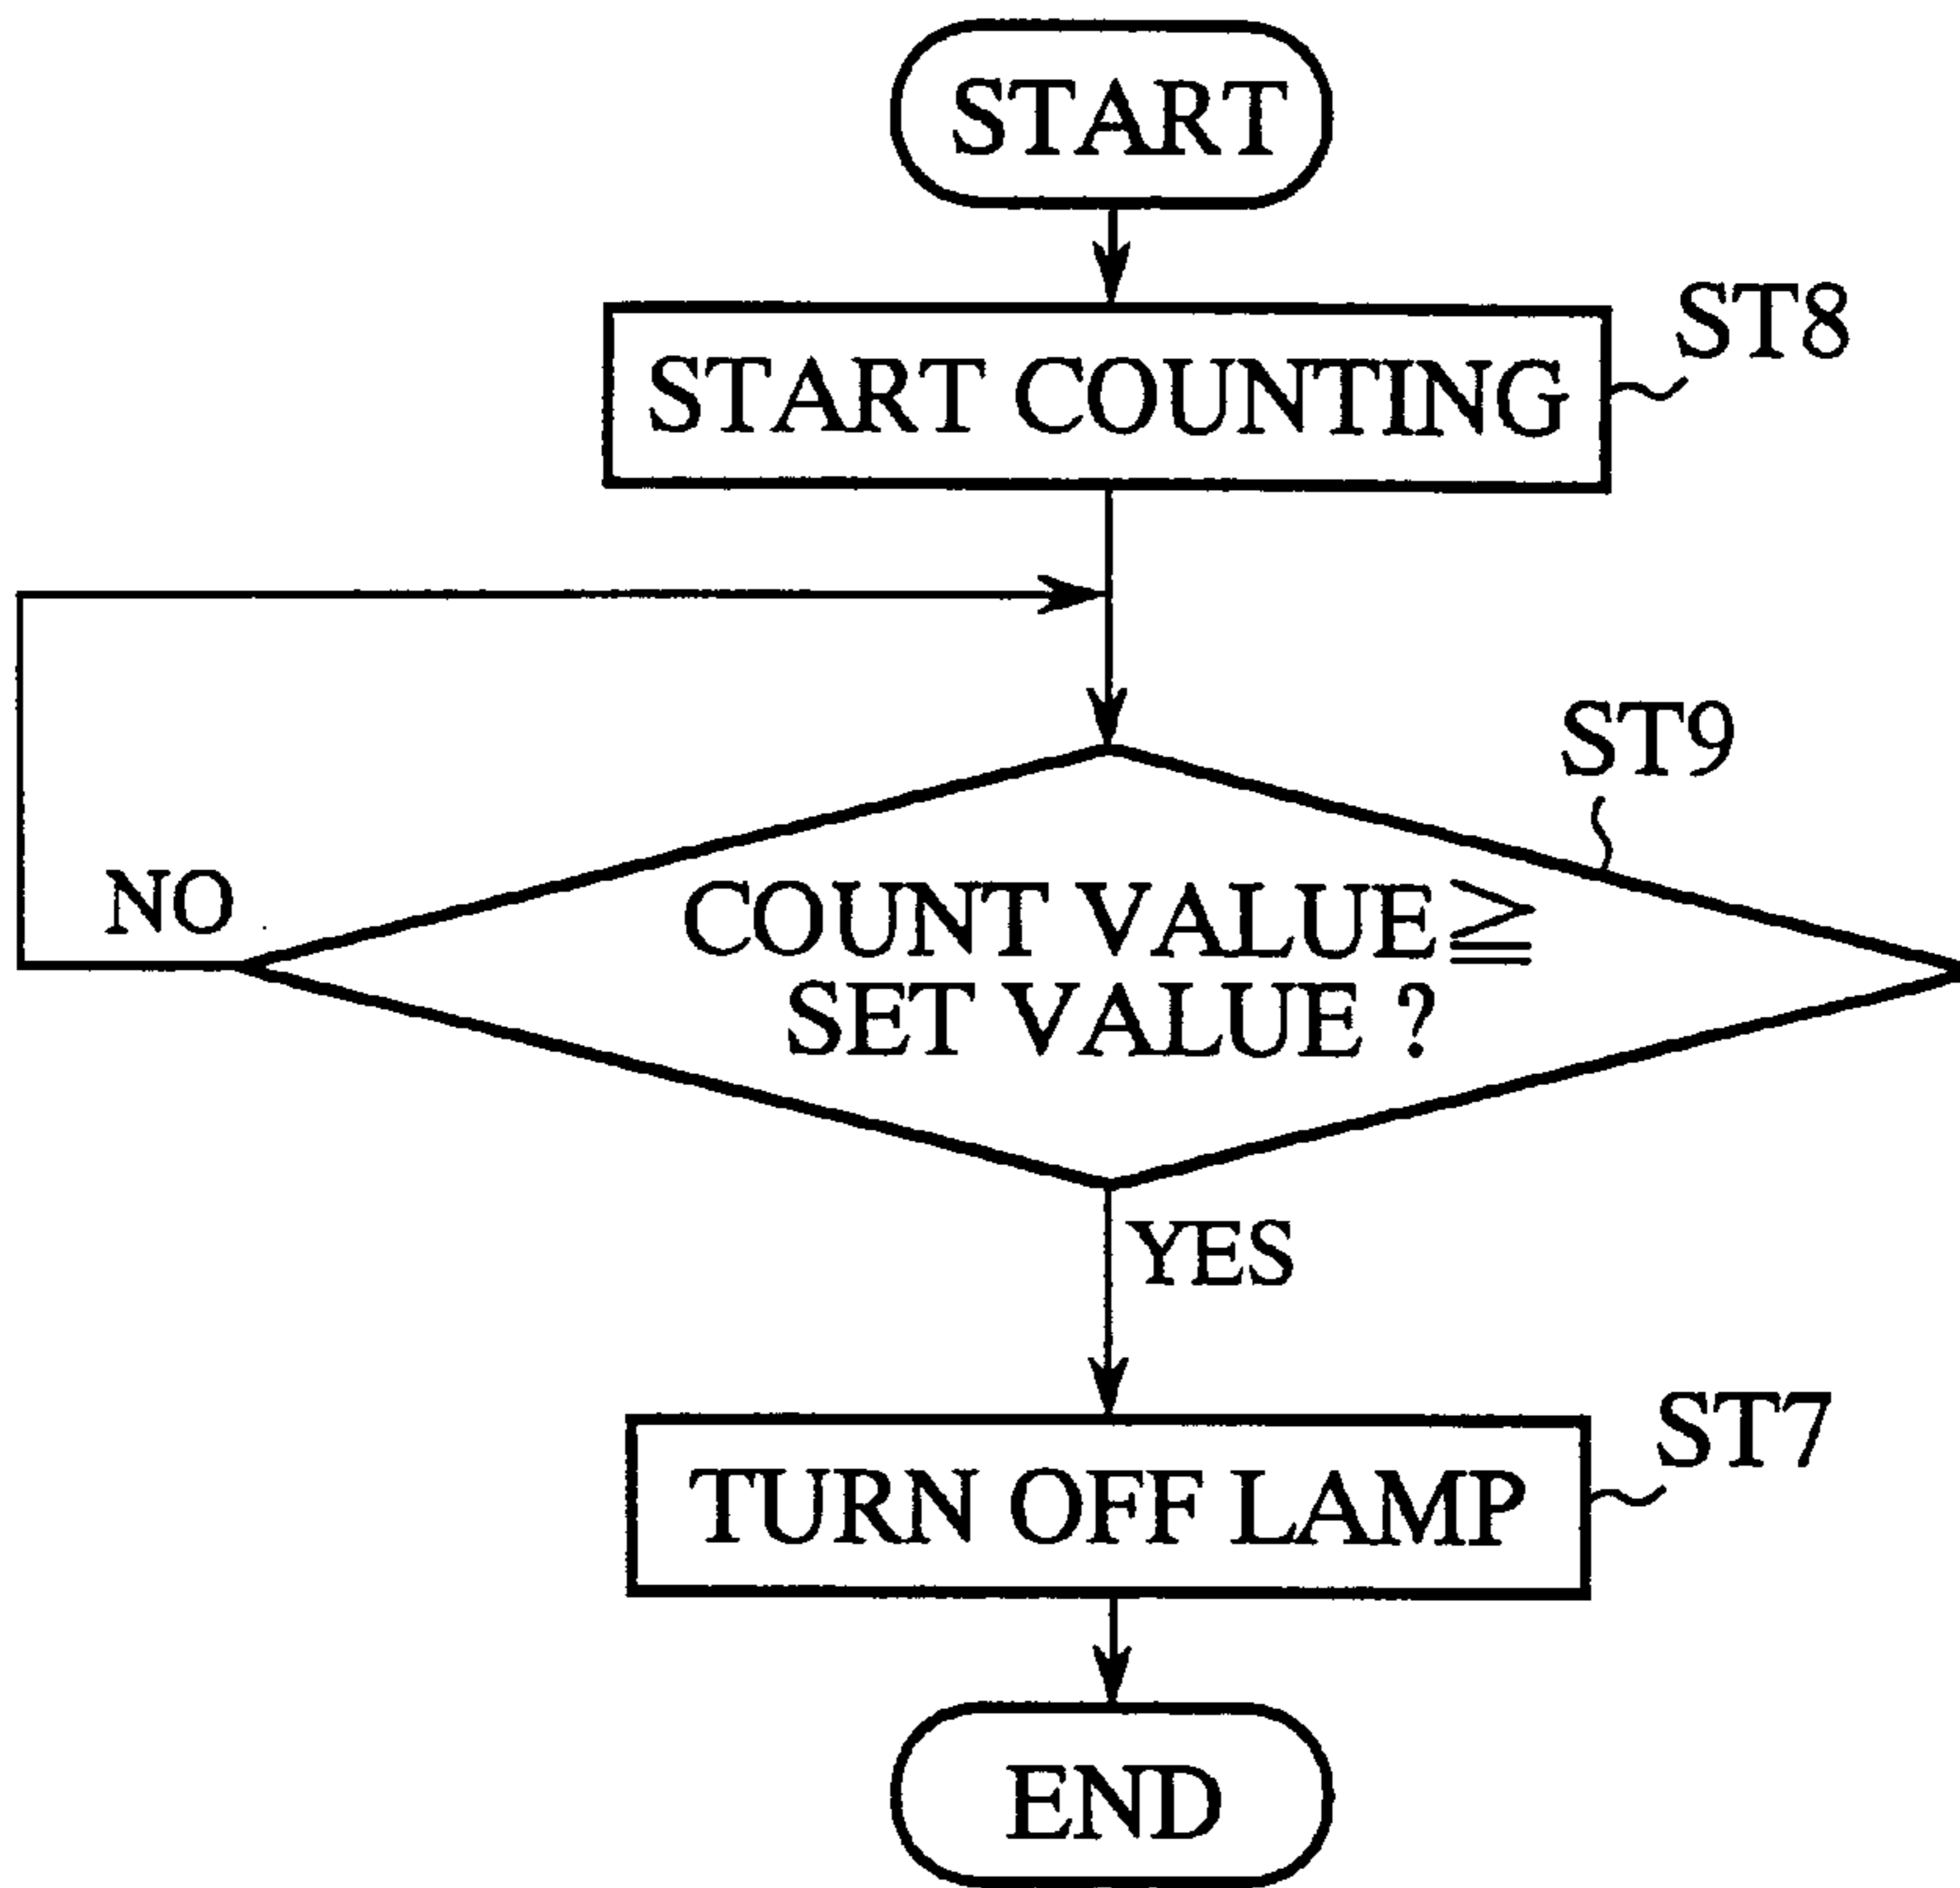 START
ST8
START COUNTING
ST9
NO
COUNT VALUE≧
SET VALUE ?
YES
ST7
TURN OFF LAMP
END